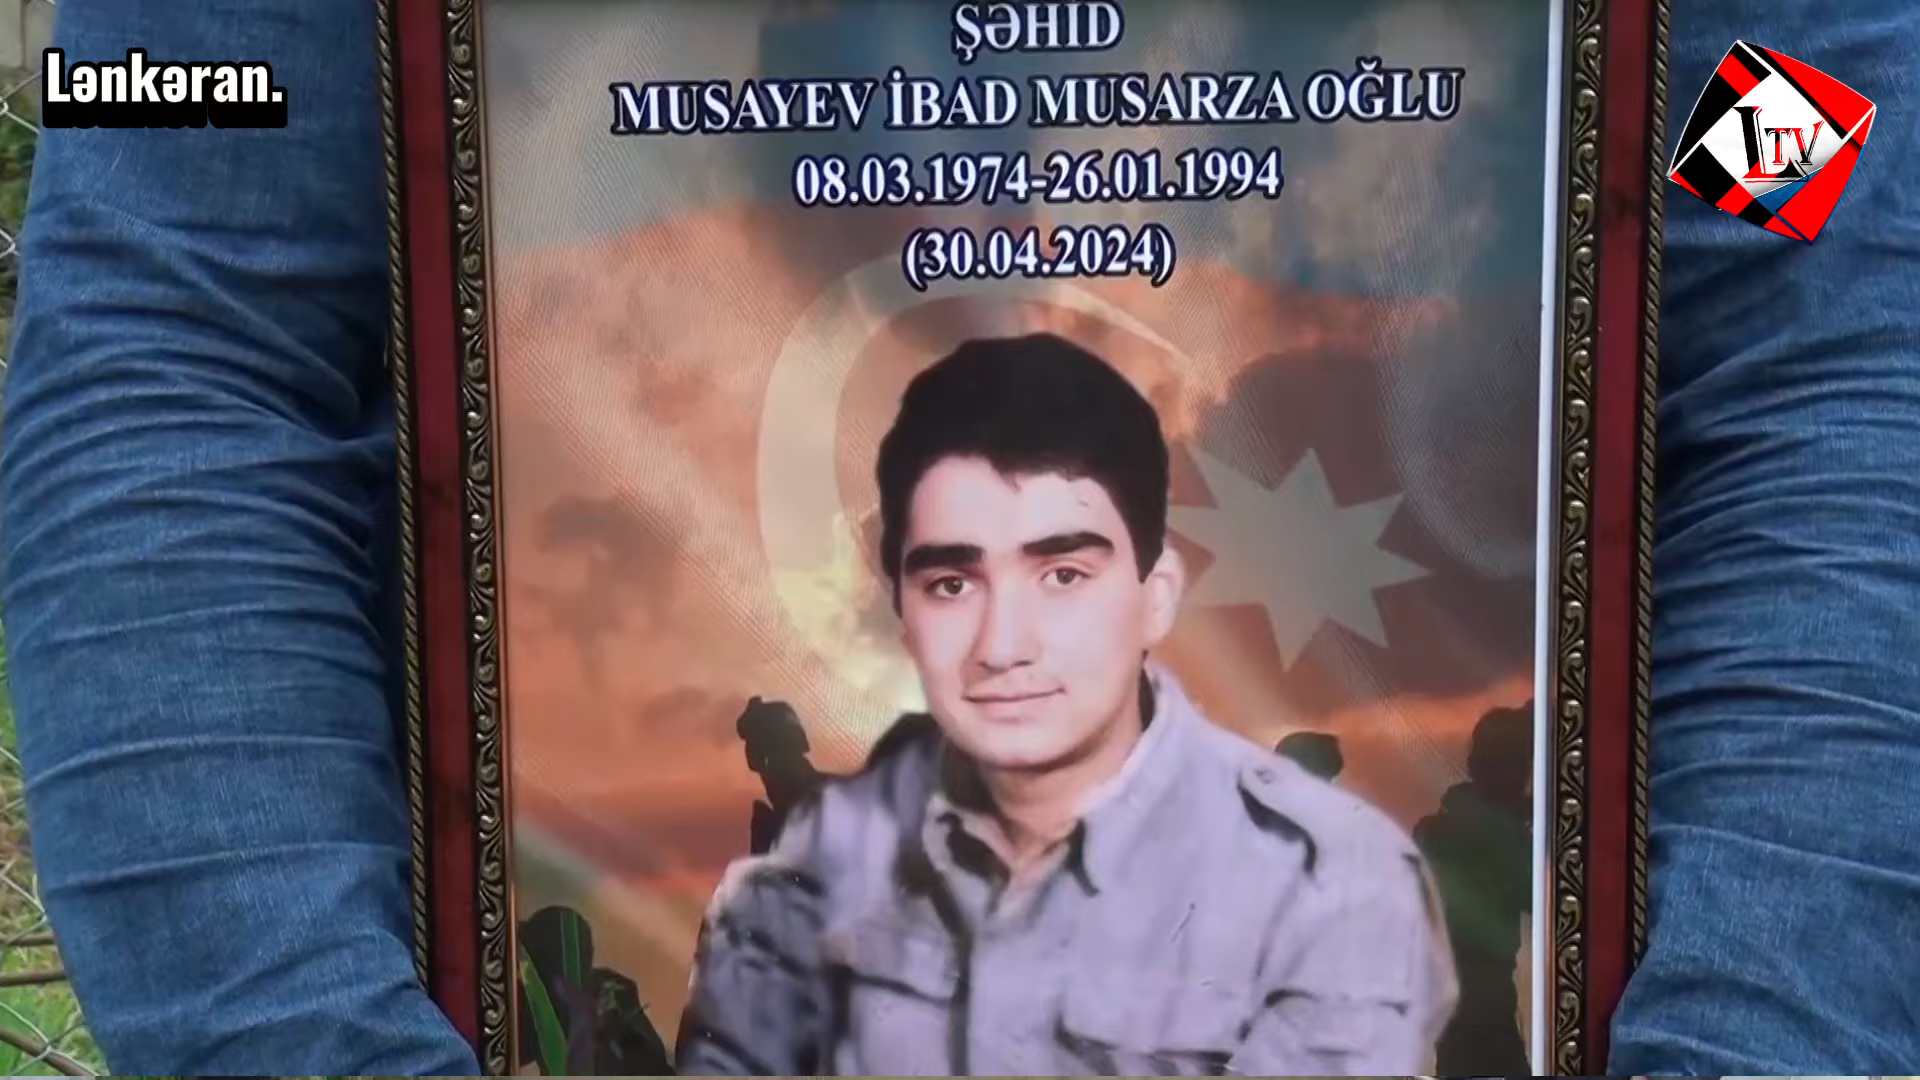 Lənkəran.
LTV
ŞƏHİD
MUSAYEV İBAD MUSARZA OĞLU
08.03.1974-26.01.1994
(30.04.2024)